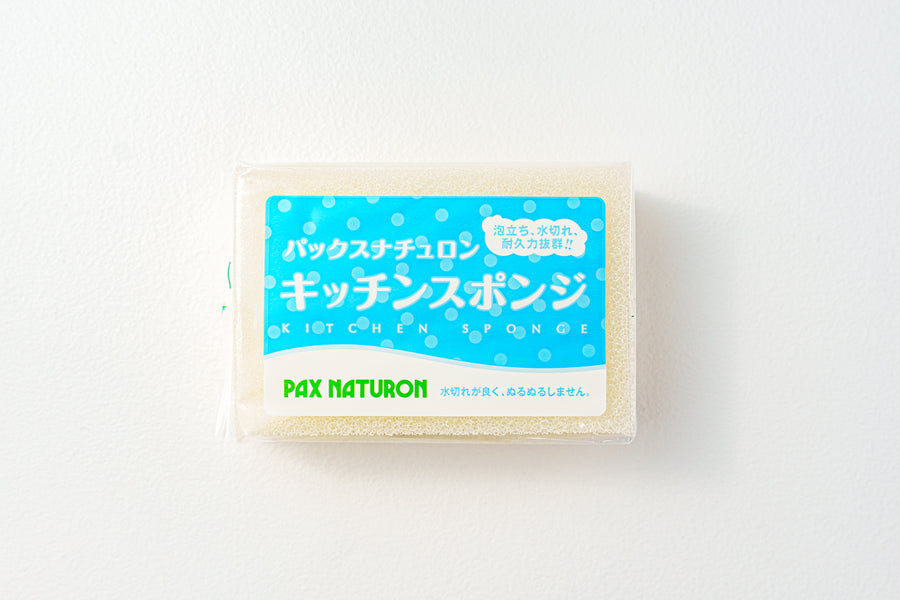 泡立ち、水切れ、
耐久力抜群!!
パックスナチュロン
キッチンスポンジ
KITCHEN SPONGE
PAX NATURON
水切れが良く、ぬるぬるしません。